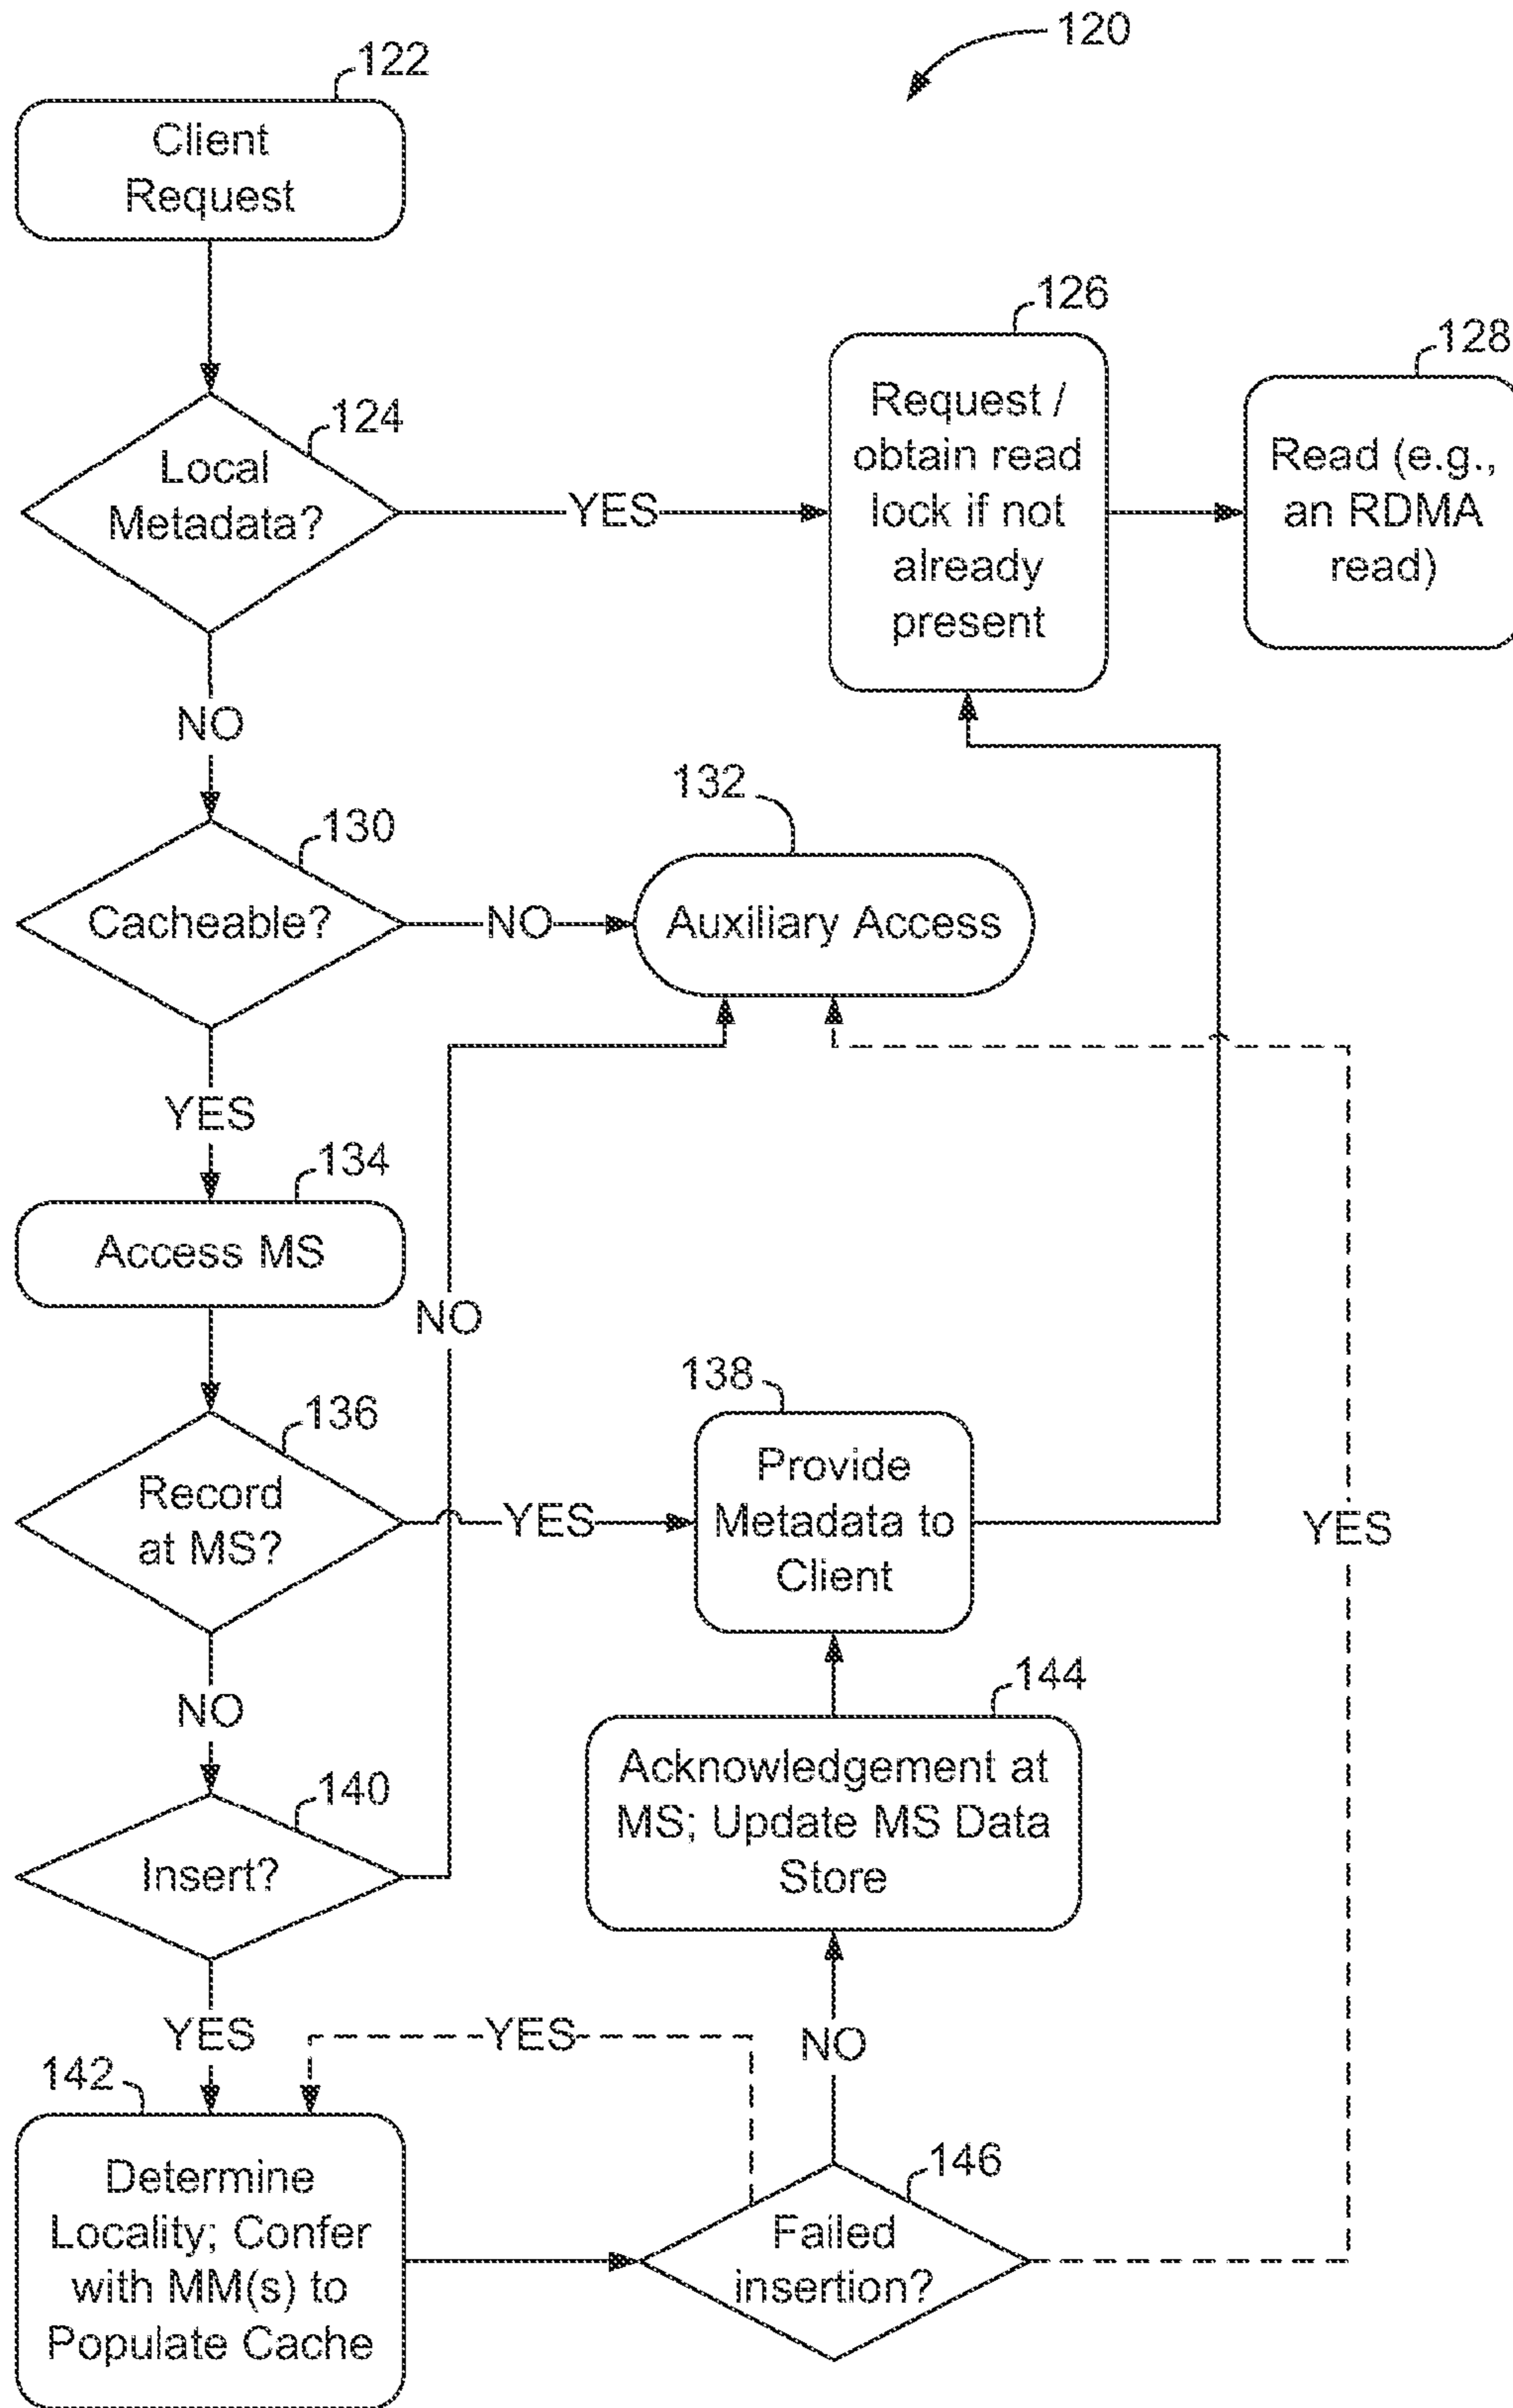 120
122
Client
Request
124
Local
Metadata?
YES
126
Request /
obtain read
lock if not
already
present
128
Read (e.g.,
an RDMA
read)
NO
130
Cacheable?
NO
132
Auxiliary Access
YES
134
Access MS
NO
136
Record
at MS?
YES
138
Provide
Metadata to
Client
YES
NO
140
Insert?
144
Acknowledgement at
MS; Update MS Data
Store
YES
YES
NO
142
Determine
Locality; Confer
with MM(s) to
Populate Cache
146
Failed
insertion?